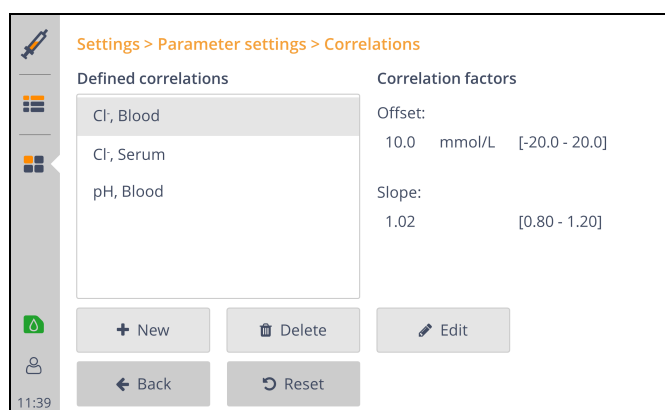 Settings > Parameter settings > Correlations
Defined correlations
Cl⁻, Blood
Cl⁻, Serum
pH, Blood
Correlation factors
Offset:
10.0 mmol/L [-20.0 - 20.0]
Slope:
1.02 [0.80 - 1.20]
New
Delete
Edit
Back
Reset
11:39